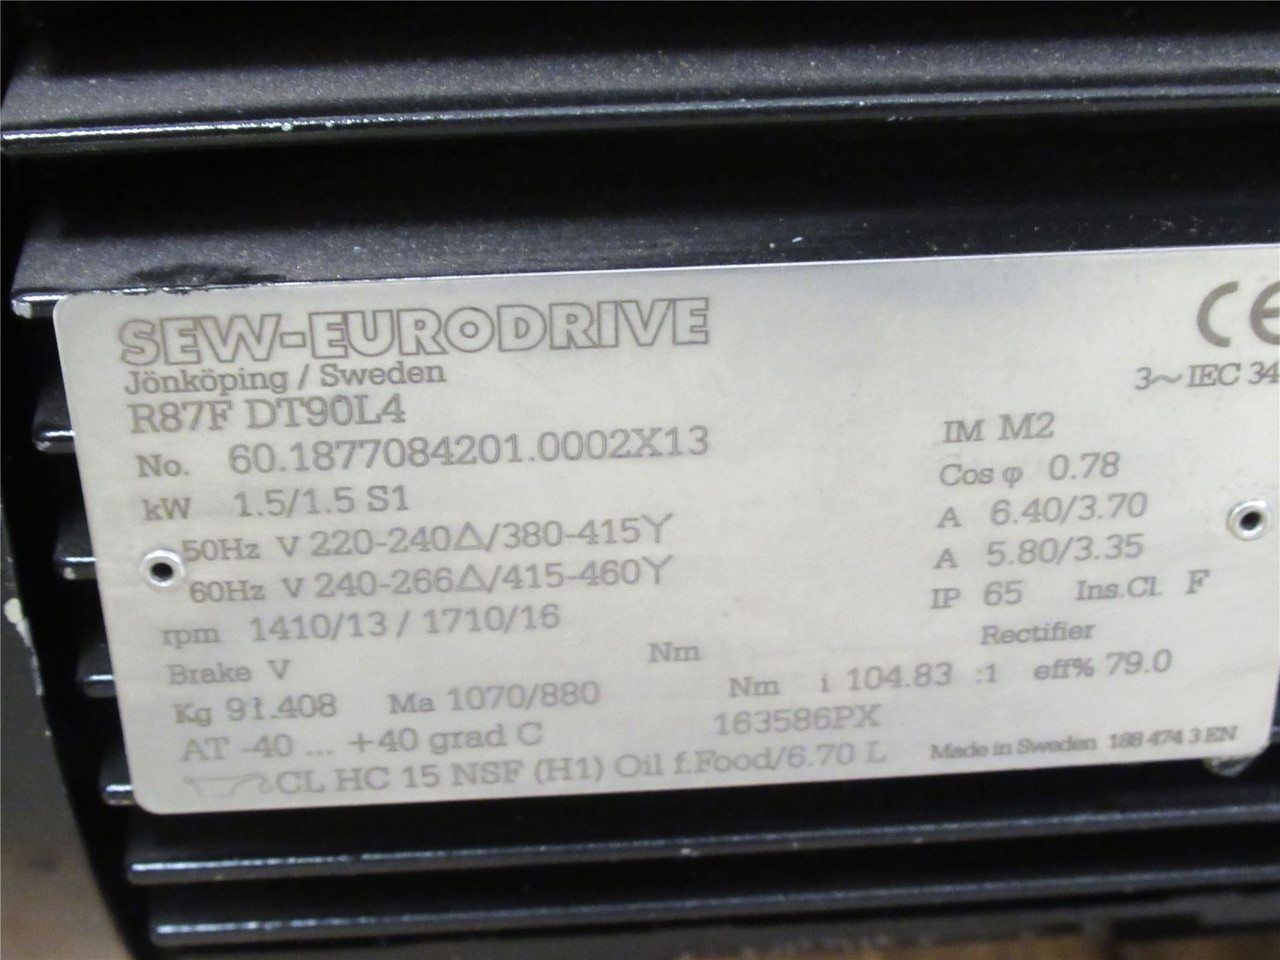 SEW-EURODRIVE
CE
Jönköping / Sweden
3~ IEC 34
R87F DT90L4
No. 60.1877084201.0002X13
IM M2
kW 1.5/1.5 S1
Cos φ 0.78
50Hz V 220-240Δ/380-415Y
A 6.40/3.70
60Hz V 240-266Δ/415-460Y
A 5.80/3.35
rpm 1410/13 / 1710/16
IP 65 Ins.Cl. F
Brake V Nm Rectifier
Kg 91.408 Ma 1070/880 Nm i 104.83 :1 eff% 79.0
AT -40 ... +40 grad C 163586PX
CL HC 15 NSF (H1) Oil f.Food/6.70 L Made in Sweden 188 474 3 EN